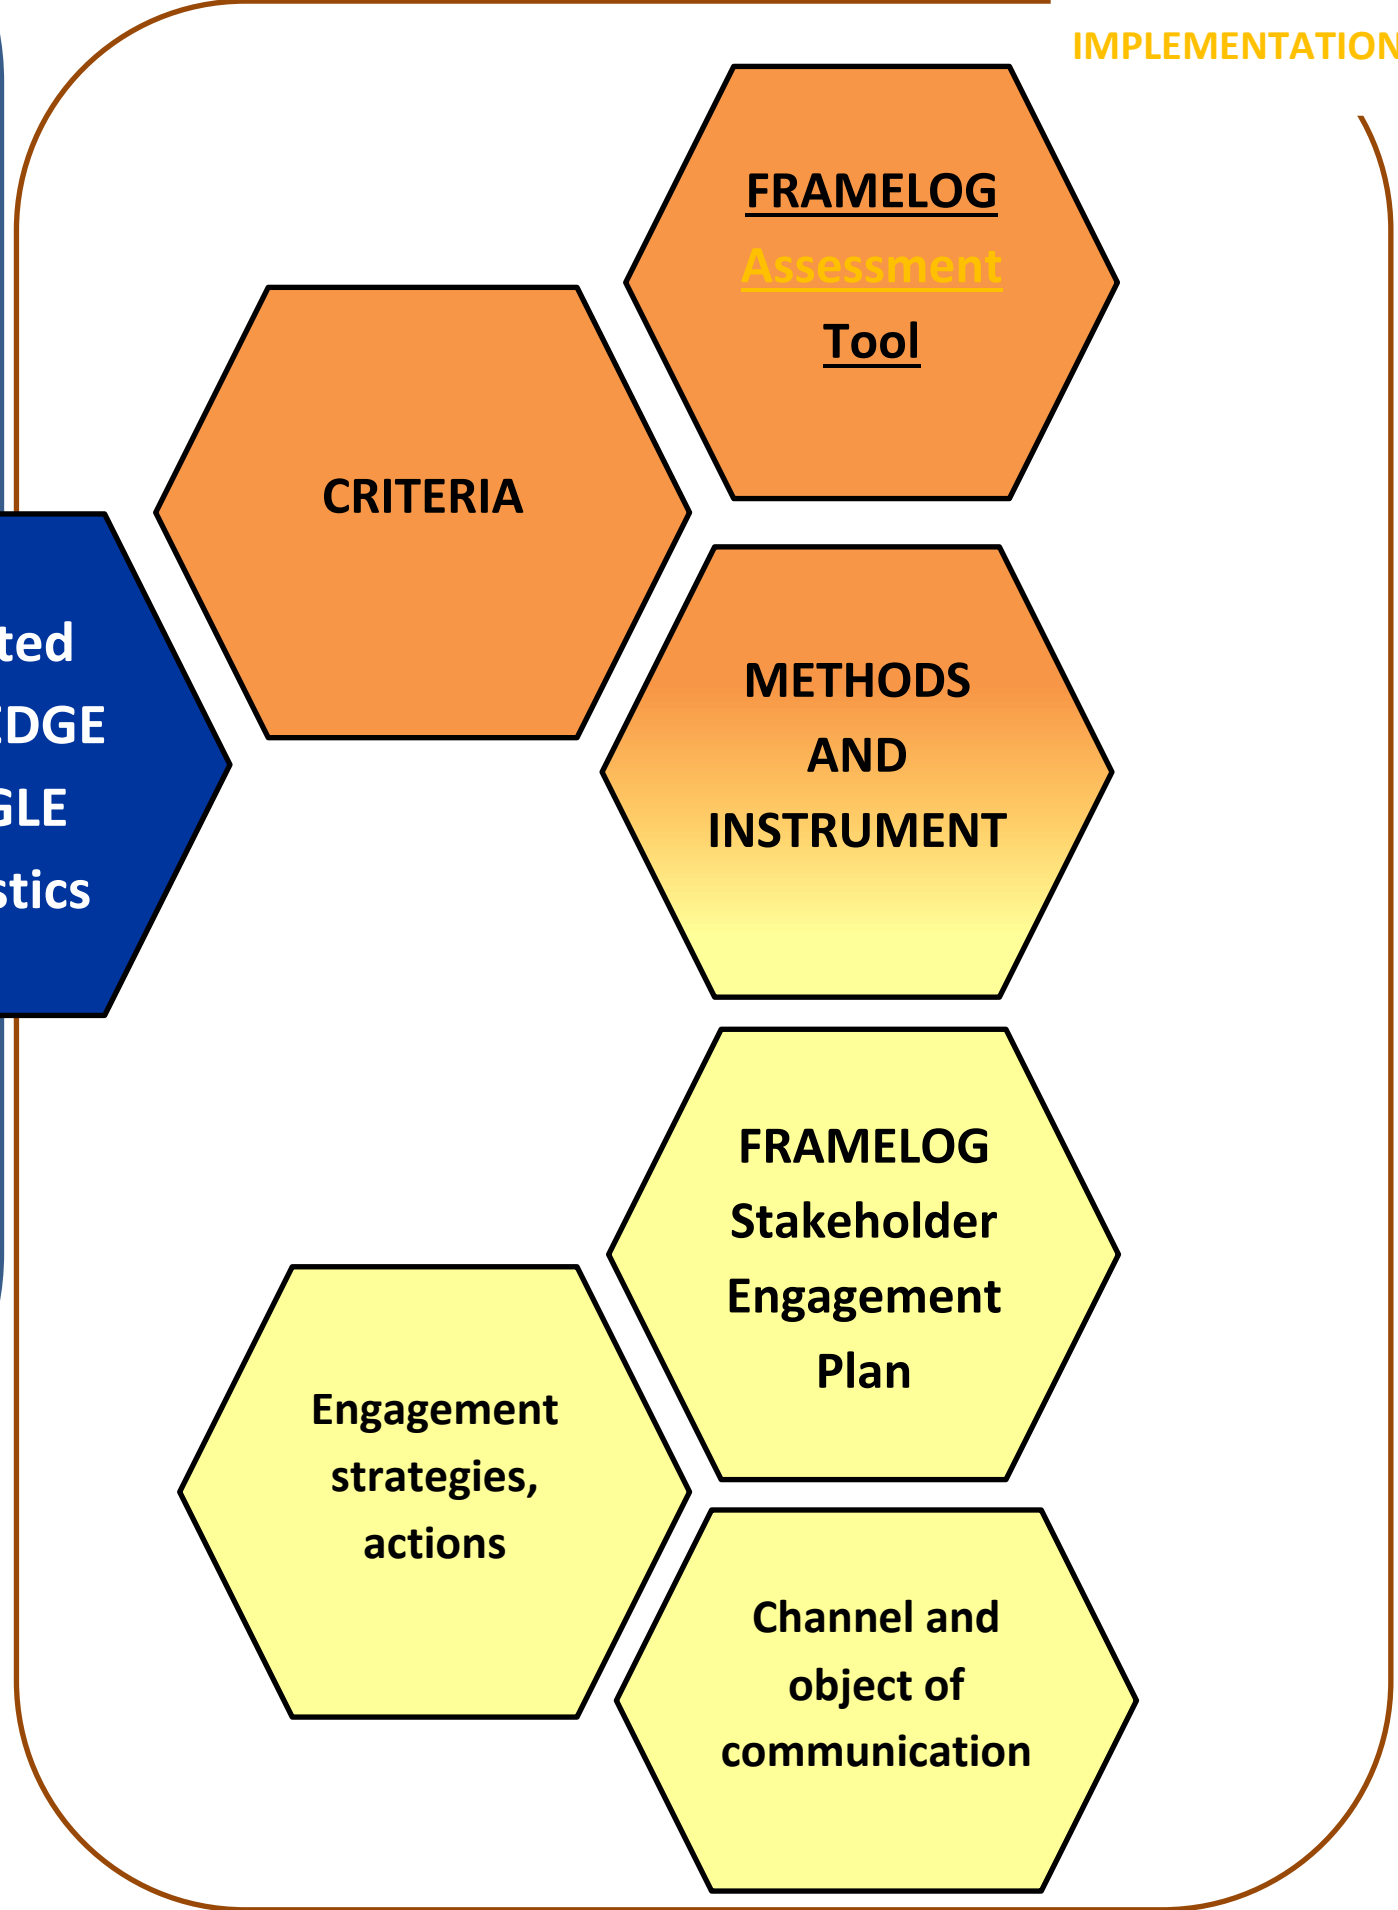 IMPLEMENTATION
FRAMELOG
Assessment
Tool
CRITERIA
METHODS
AND
INSTRUMENT
FRAMELOG
Stakeholder
Engagement
Plan
Engagement
strategies,
actions
Channel and
object of
communication